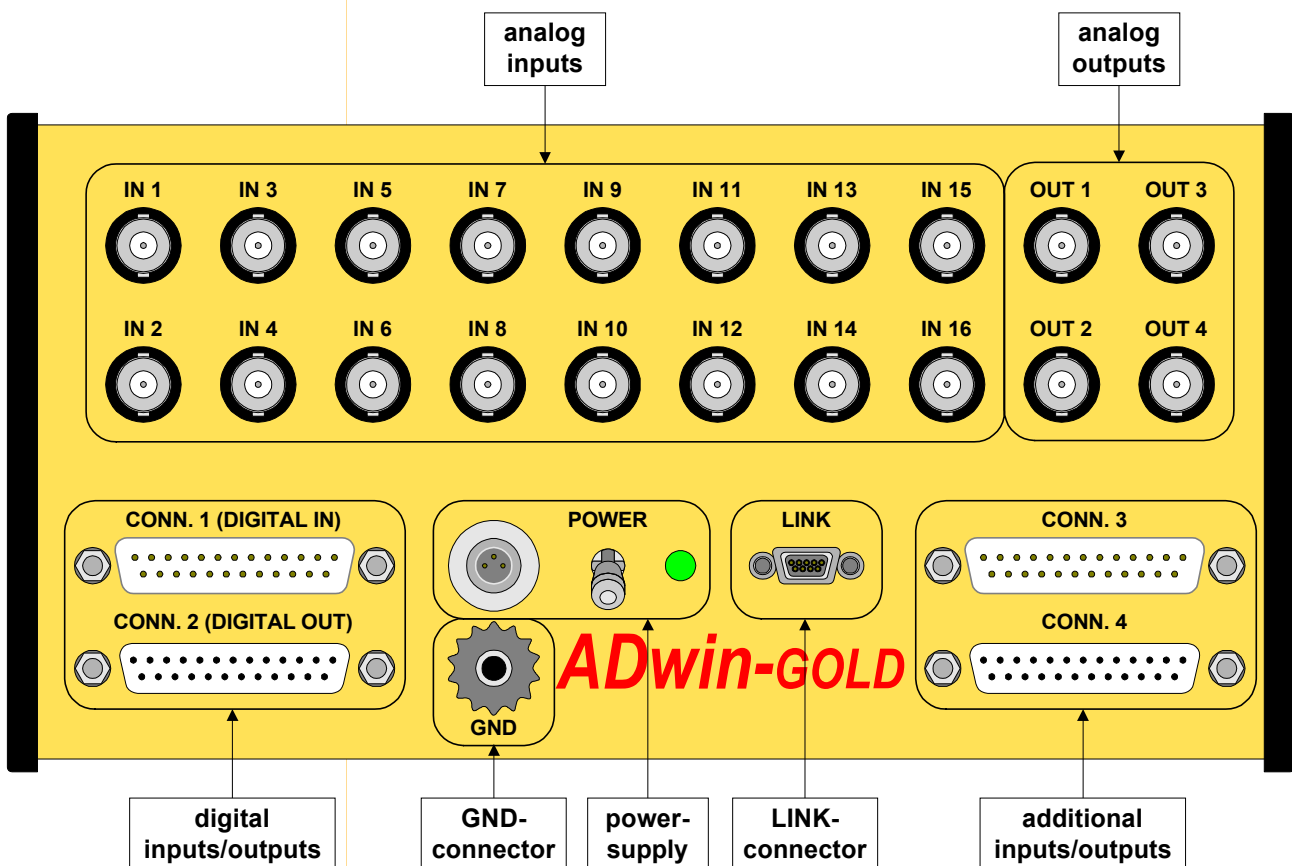 analog
inputs
analog
outputs
IN 1 IN 3 IN 5 IN 7 IN 9 IN 11 IN 13 IN 15 OUT 1 OUT 3
IN 2 IN 4 IN 6 IN 8 IN 10 IN 12 IN 14 IN 16 OUT 2 OUT 4
CONN. 1 (DIGITAL IN) POWER LINK CONN. 3
CONN. 2 (DIGITAL OUT) CONN. 4
ADwin-GOLD
GND
digital
inputs/outputs
GND-
connector
power-
supply
LINK-
connector
additional
inputs/outputs